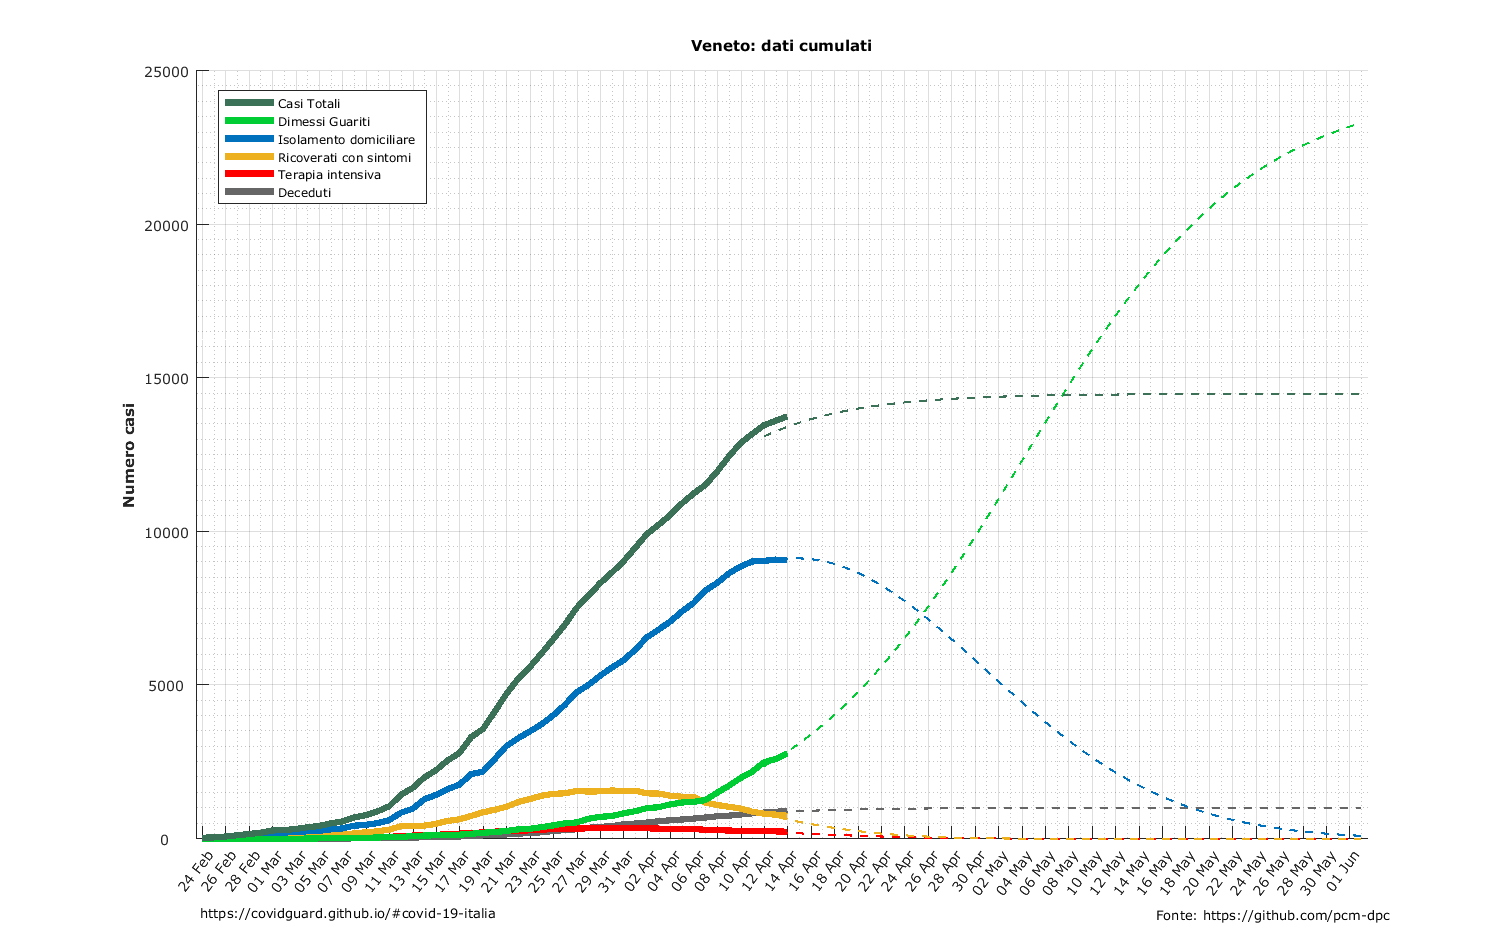 Veneto: dati cumulati
25000
20000
15000
10000
5000
0
Numero casi
Casi Totali
Dimessi Guariti
Isolamento domiciliare
Ricoverati con sintomi
Terapia intensiva
Deceduti
24 Feb
26 Feb
28 Feb
01 Mar
03 Mar
05 Mar
07 Mar
09 Mar
11 Mar
13 Mar
15 Mar
17 Mar
19 Mar
21 Mar
23 Mar
25 Mar
27 Mar
29 Mar
31 Mar
02 Apr
04 Apr
06 Apr
08 Apr
10 Apr
12 Apr
14 Apr
16 Apr
18 Apr
20 Apr
22 Apr
24 Apr
26 Apr
28 Apr
30 Apr
02 May
04 May
06 May
08 May
10 May
12 May
14 May
16 May
18 May
20 May
22 May
24 May
26 May
28 May
30 May
01 Jun
https://covidguard.github.io/#covid-19-italia
Fonte: https://github.com/pcm-dpc